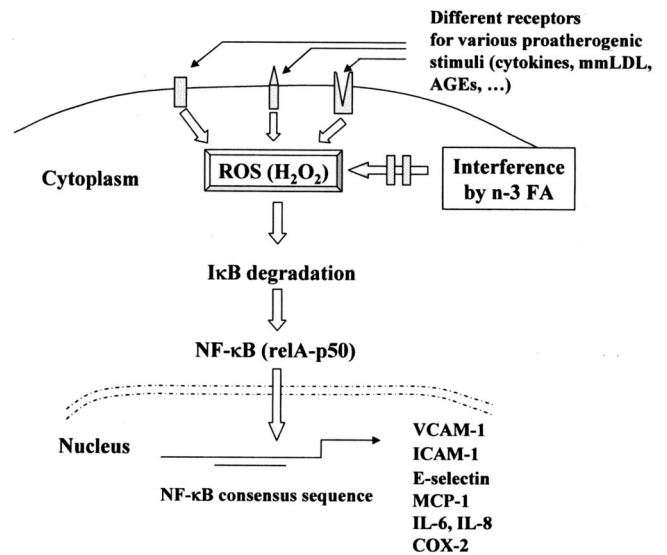 Different receptors
for various proatherogenic
stimuli (cytokines, mmLDL,
AGEs, ...)
Cytoplasm
ROS (H₂O₂)
Interference
by n-3 FA
IκB degradation
NF-κB (relA-p50)
Nucleus
NF-κB consensus sequence
VCAM-1
ICAM-1
E-selectin
MCP-1
IL-6, IL-8
COX-2